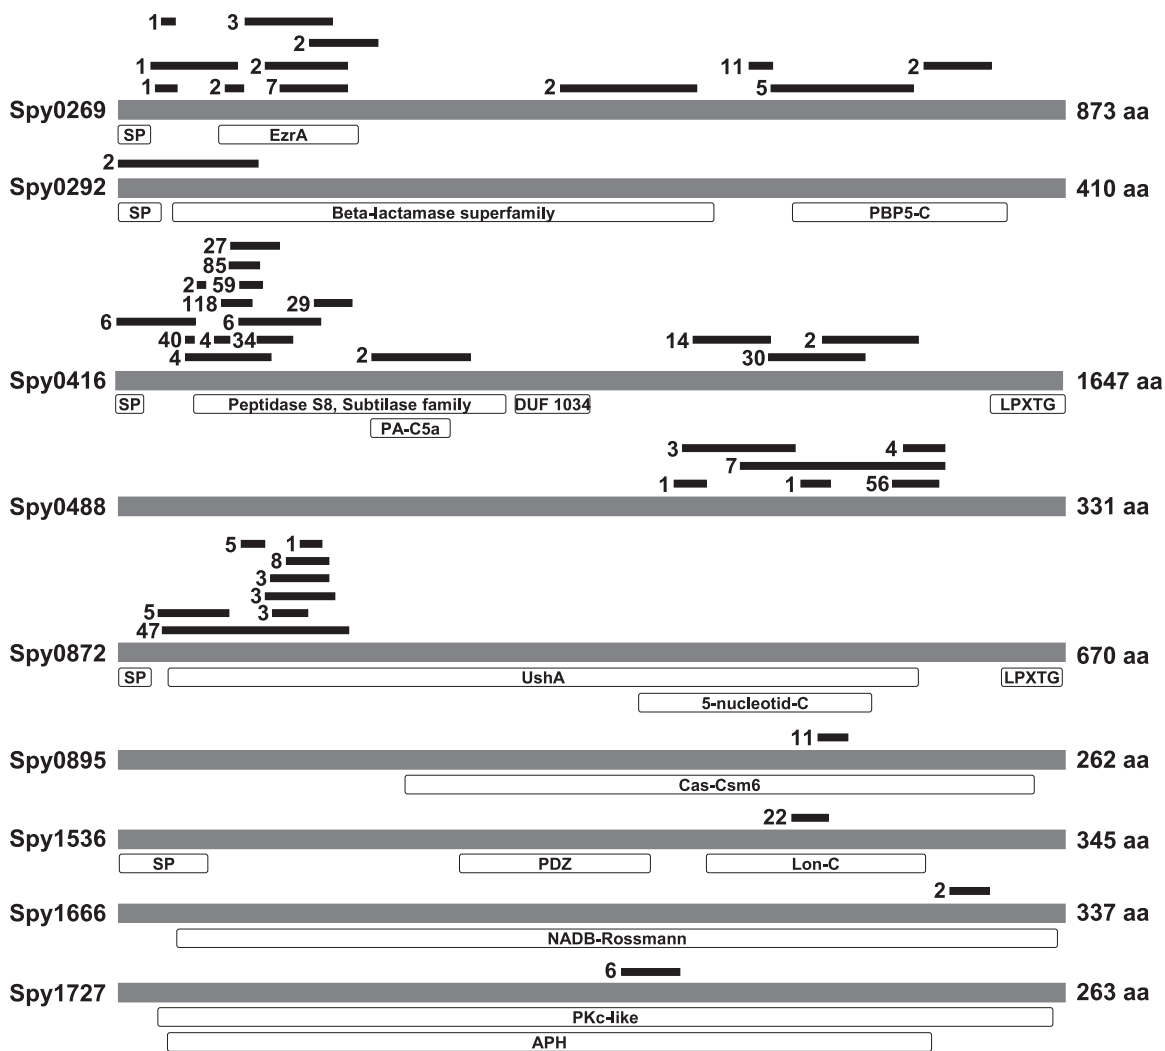 1 3
2
1 2 11 2
1 2 7 2 5
Spy0269 873 aa
SP EzrA
2
Spy0292 410 aa
SP Beta-lactamase superfamily PBP5-C
27
85
2 59
118 29
6 6
40 4 34 14 2
4 2 30
Spy0416 1647 aa
SP Peptidase S8, Subtilase family DUF 1034 LPXTG
PA-C5a
3 4
7
1 1 56
Spy0488 331 aa
5 1
8
3
3
5 3
47
Spy0872 670 aa
SP UshA LPXTG
5-nucleotid-C
11
Spy0895 262 aa
Cas-Csm6
22
Spy1536 345 aa
SP PDZ Lon-C
2
Spy1666 337 aa
NADB-Rossmann
6
Spy1727 263 aa
PKc-like
APH